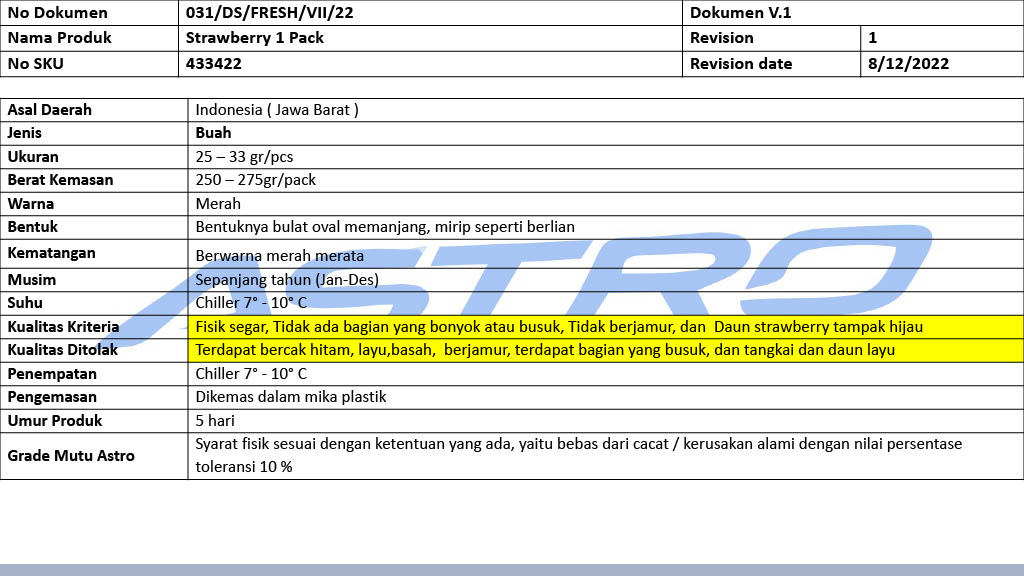 No Dokumen 031/DS/FRESH/VII/22 Dokumen V.1
Nama Produk Strawberry 1 Pack Revision 1
No SKU 433422 Revision date 8/12/2022
Asal Daerah Indonesia ( Jawa Barat )
Jenis Buah
Ukuran 25 – 33 gr/pcs
Berat Kemasan 250 – 275gr/pack
Warna Merah
Bentuk Bentuknya bulat oval memanjang, mirip seperti berlian
Kematangan Berwarna merah merata
Musim Sepanjang tahun (Jan-Des)
Suhu Chiller 7° - 10° C
Kualitas Kriteria Fisik segar, Tidak ada bagian yang bonyok atau busuk, Tidak berjamur, dan Daun strawberry tampak hijau
Kualitas Ditolak Terdapat bercak hitam, layu,basah, berjamur, terdapat bagian yang busuk, dan tangkai dan daun layu
Penempatan Chiller 7° - 10° C
Pengemasan Dikemas dalam mika plastik
Umur Produk 5 hari
Grade Mutu Astro Syarat fisik sesuai dengan ketentuan yang ada, yaitu bebas dari cacat / kerusakan alami dengan nilai persentase
toleransi 10 %
ASTRO